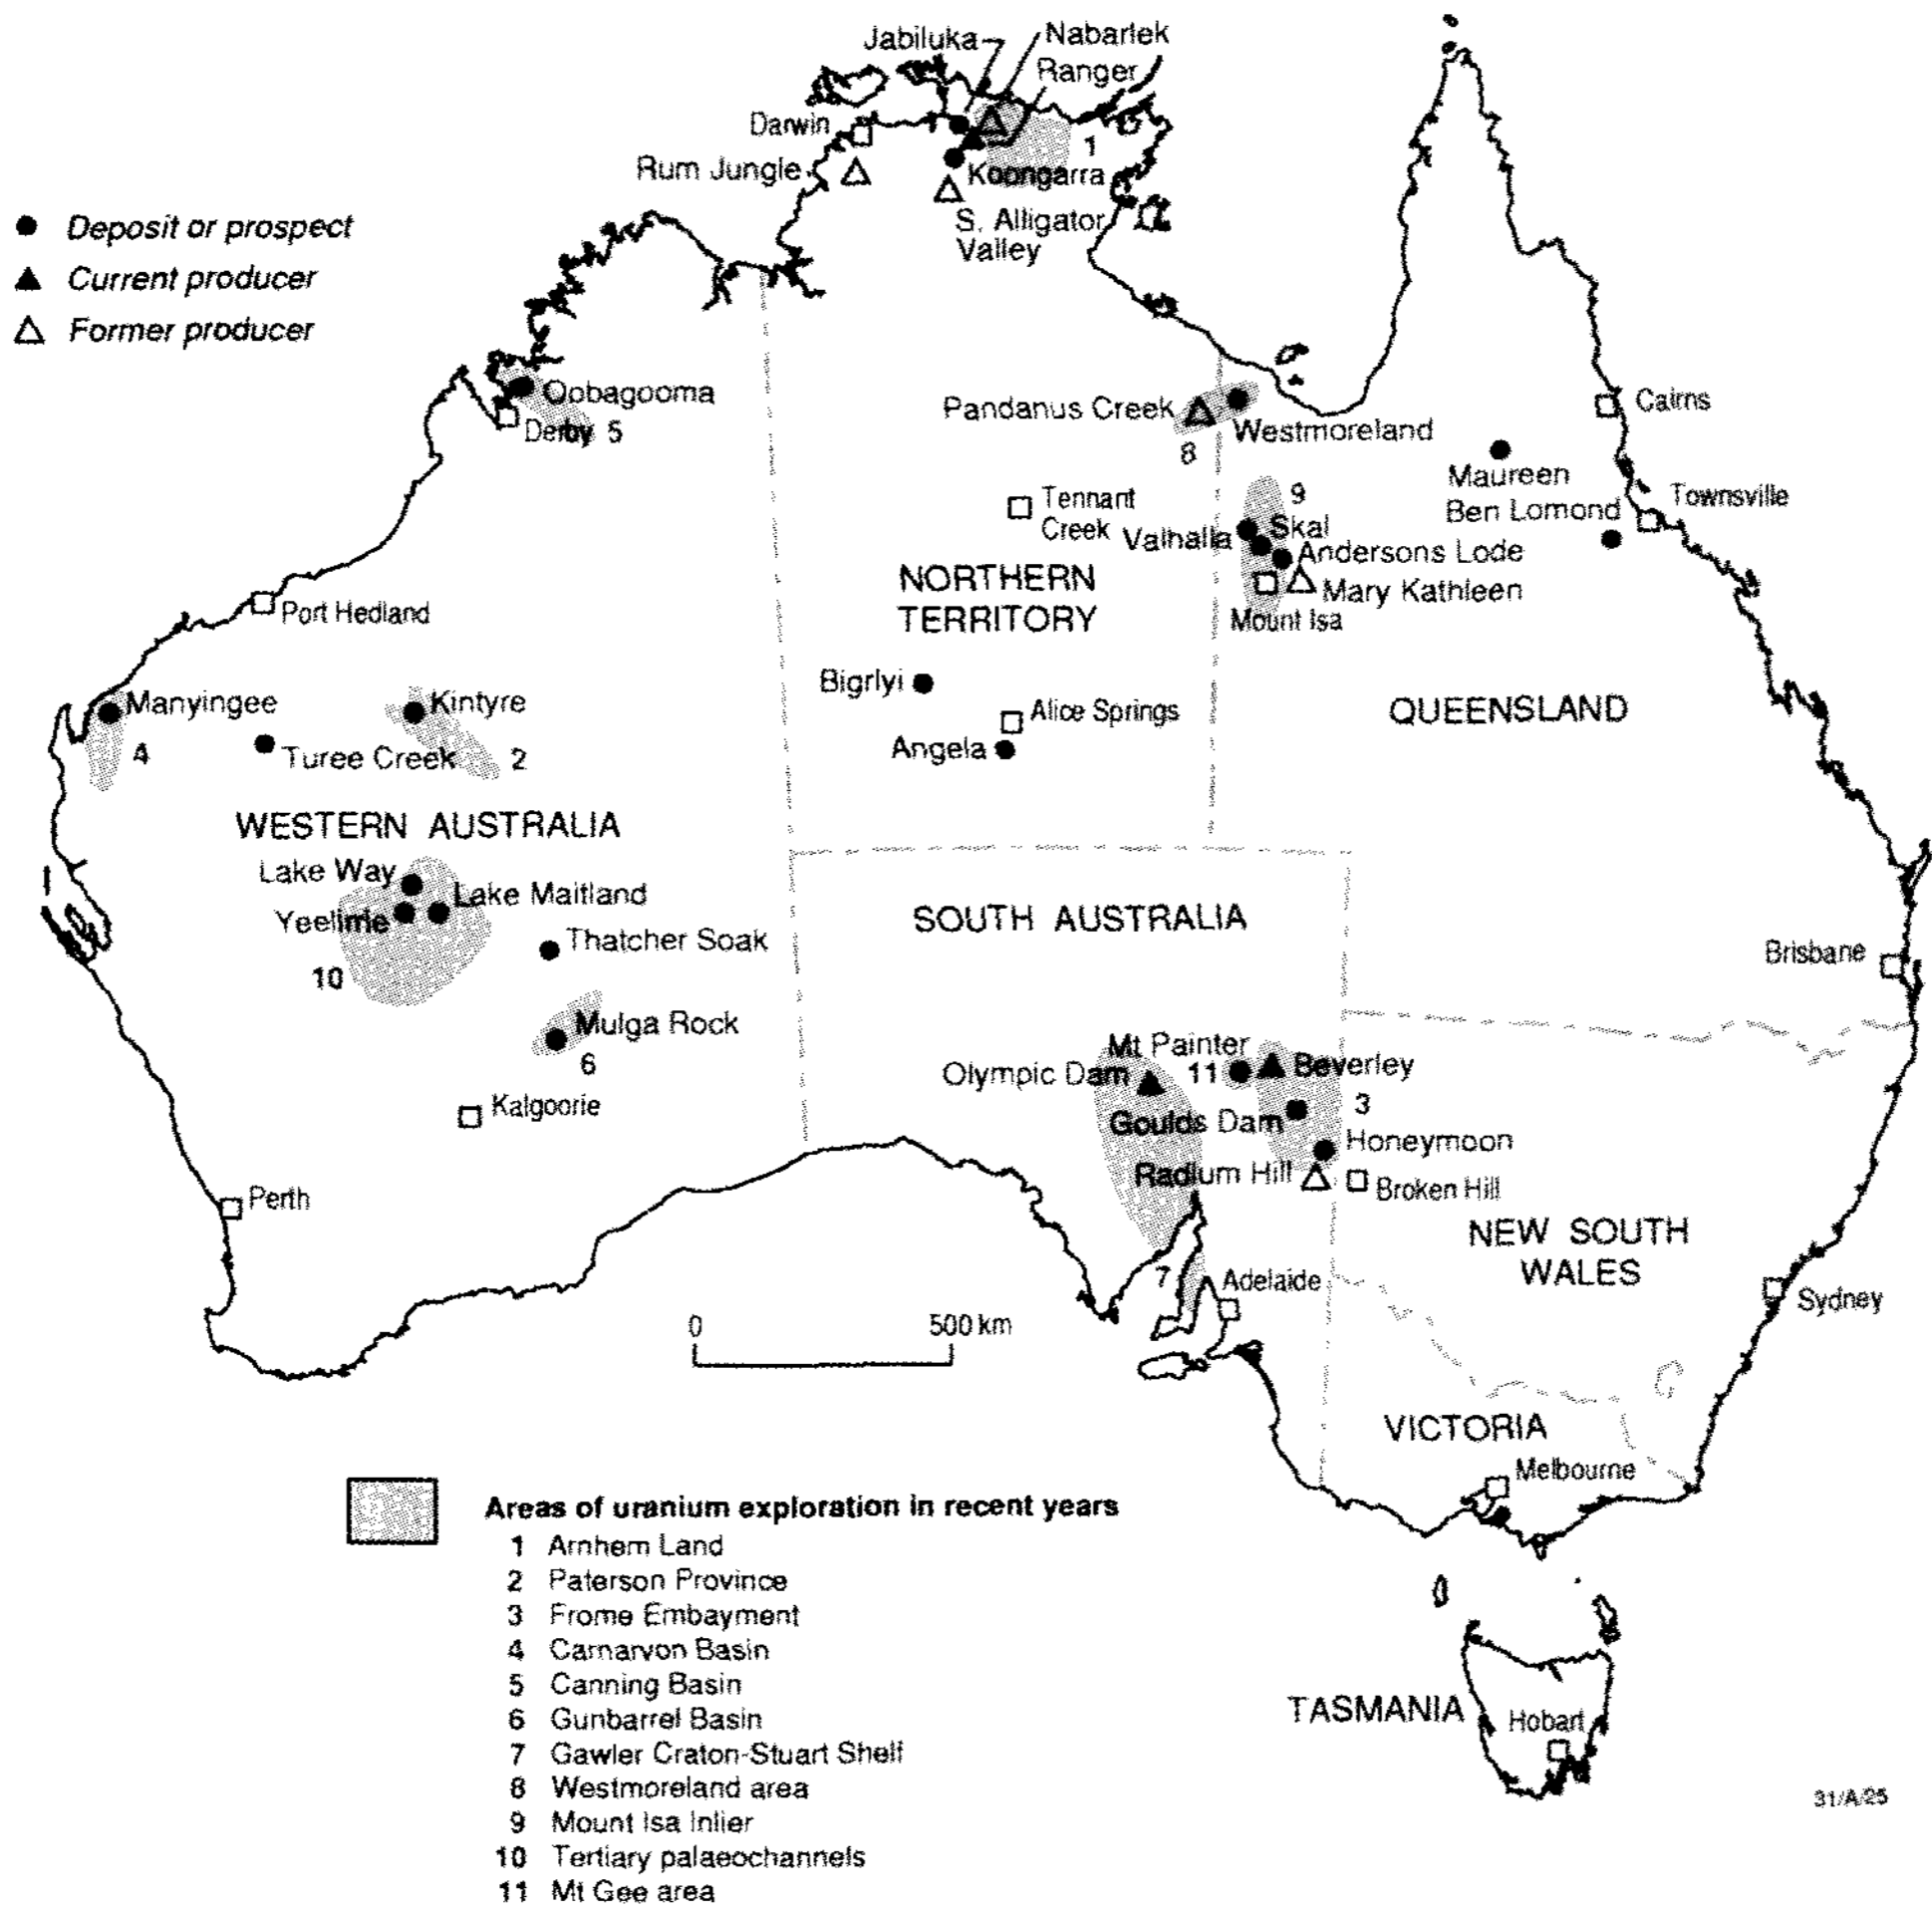 Jabiluka
Nabarlek
Ranger
Darwin
1
Rum Jungle
Koongarra
S. Alligator
Valley
Deposit or prospect
Current producer
Former producer
Oobagooma
Derby 5
Pandanus Creek
Westmoreland
8
Cairns
Maureen
Ben Lomond
Townsville
Tennant
Creek
9
Valhalla
Skal
Andersons Lode
Mary Kathleen
Mount Isa
NORTHERN
TERRITORY
Port Hedland
Bigrlyi
Alice Springs
Angela
QUEENSLAND
Manyingee
4
Kintyre
Turee Creek
2
WESTERN AUSTRALIA
Lake Way
Lake Maitland
Yeelirrie
Thatcher Soak
10
Mulga Rock
6
Kalgoorie
Perth
SOUTH AUSTRALIA
Brisbane
Mt Painter
Olympic Dam
11
Beverley
3
Goulds Dam
Honeymoon
Radium Hill
Broken Hill
NEW SOUTH
WALES
7
Adelaide
Sydney
0
500 km
VICTORIA
Melbourne
Areas of uranium exploration in recent years
1 Arnhem Land
2 Paterson Province
3 Frome Embayment
4 Carnarvon Basin
5 Canning Basin
6 Gunbarrel Basin
7 Gawler Craton-Stuart Shelf
8 Westmoreland area
9 Mount Isa Inlier
10 Tertiary palaeochannels
11 Mt Gee area
TASMANIA
Hobart
31/A/25